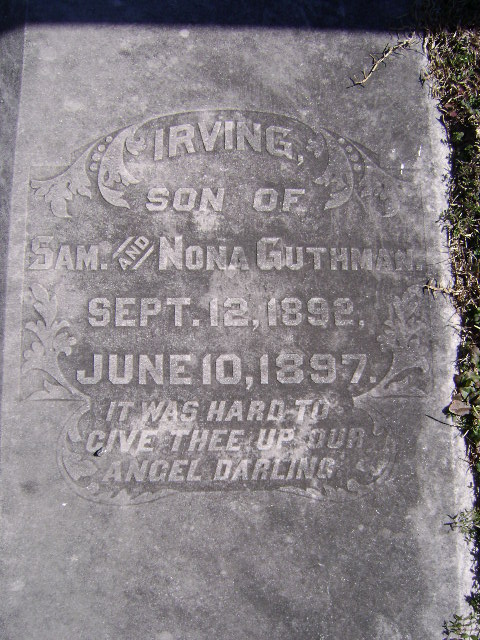 IRVING,
SON OF
SAM. AND NONA GUTHMAN.
SEPT. 12, 1892,
JUNE 10, 1897.
IT WAS HARD TO
GIVE THEE UP OUR
ANGEL DARLING